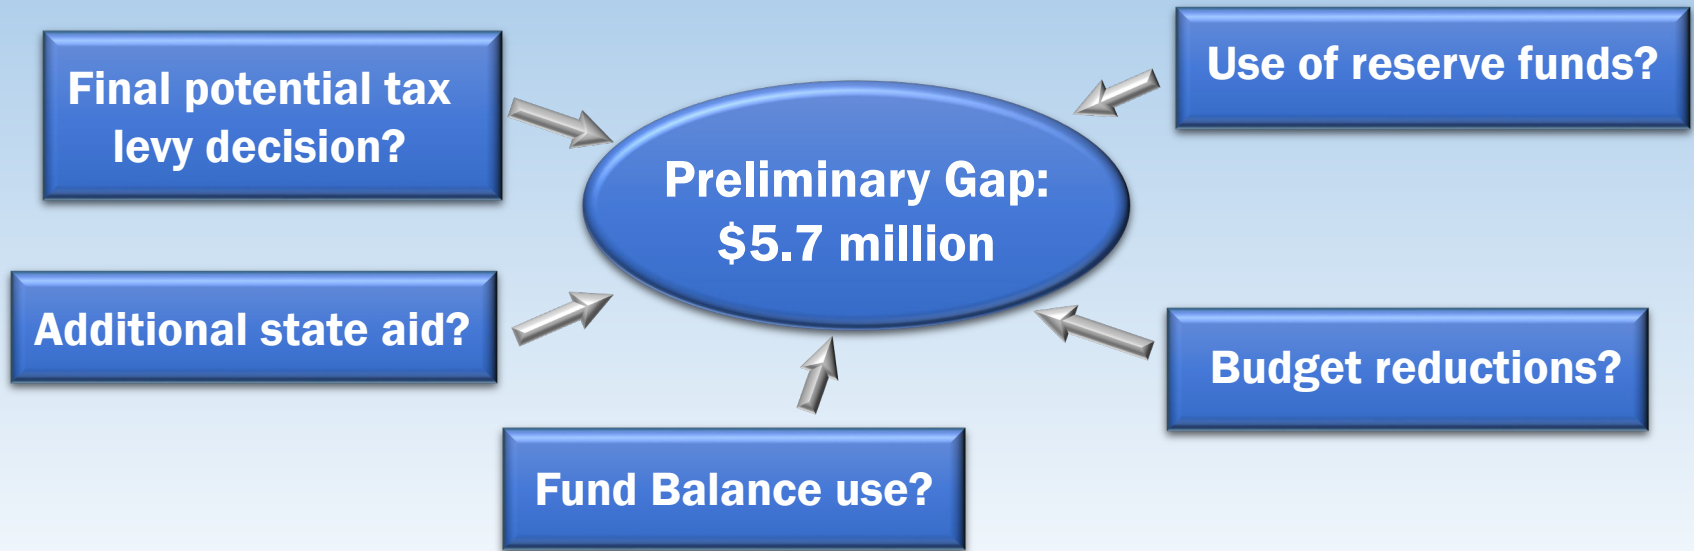 Final potential tax
levy decision?
Use of reserve funds?
Preliminary Gap:
$5.7 million
Additional state aid?
Budget reductions?
Fund Balance use?